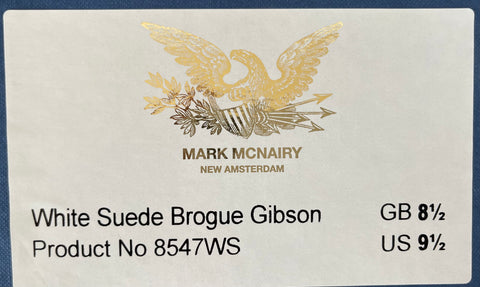 MARK MCNAIRY
NEW AMSTERDAM
White Suede Brogue Gibson GB 8½
Product No 8547WS US 9½